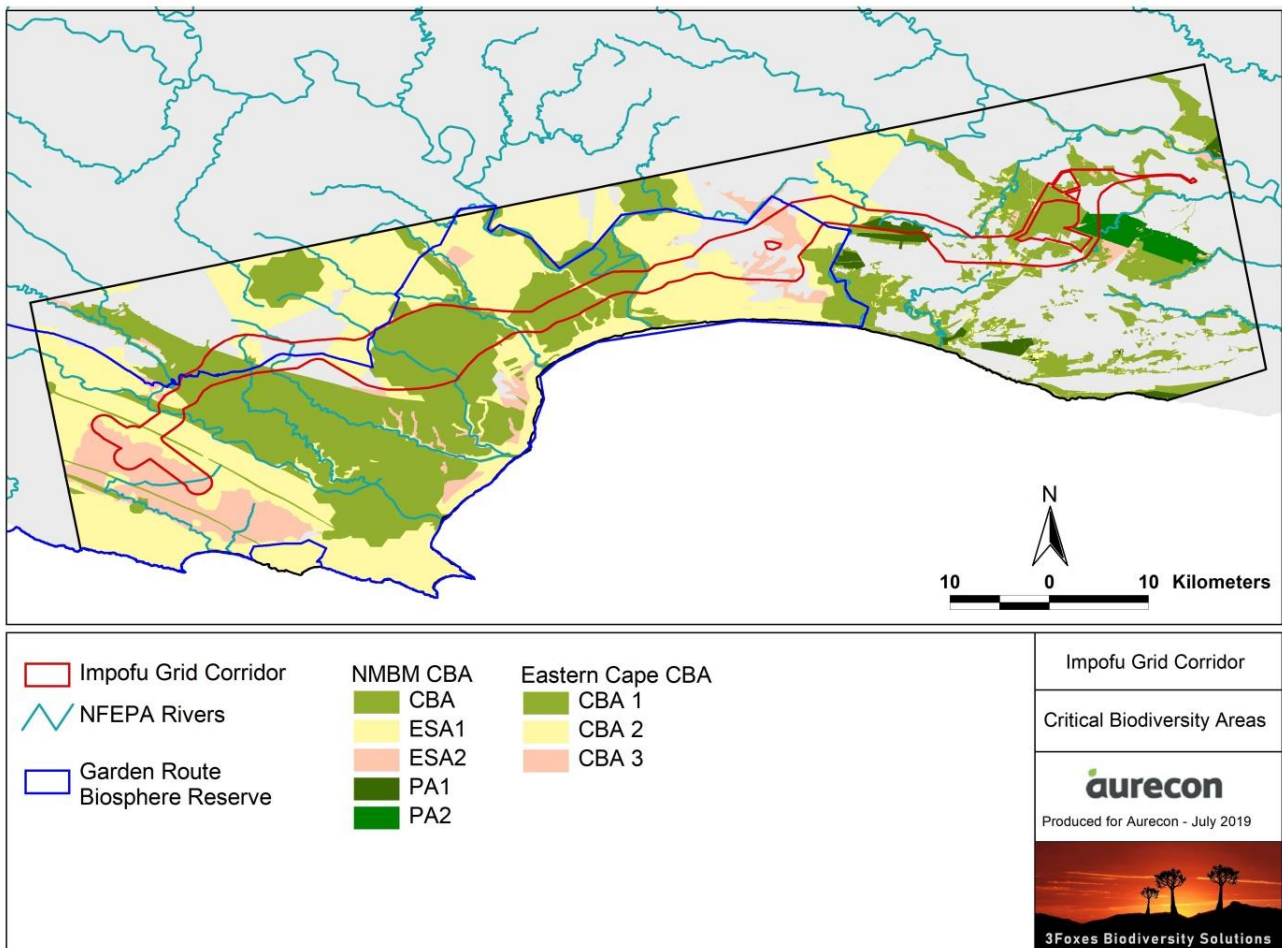 N
10 0 10 Kilometers
Impofu Grid Corridor
NFEPA Rivers
Garden Route
Biosphere Reserve
NMBM CBA
CBA
ESA1
ESA2
PA1
PA2
Eastern Cape CBA
CBA 1
CBA 2
CBA 3
Impofu Grid Corridor
Critical Biodiversity Areas
aurecon
Produced for Aurecon - July 2019
3Foxes Biodiversity Solutions